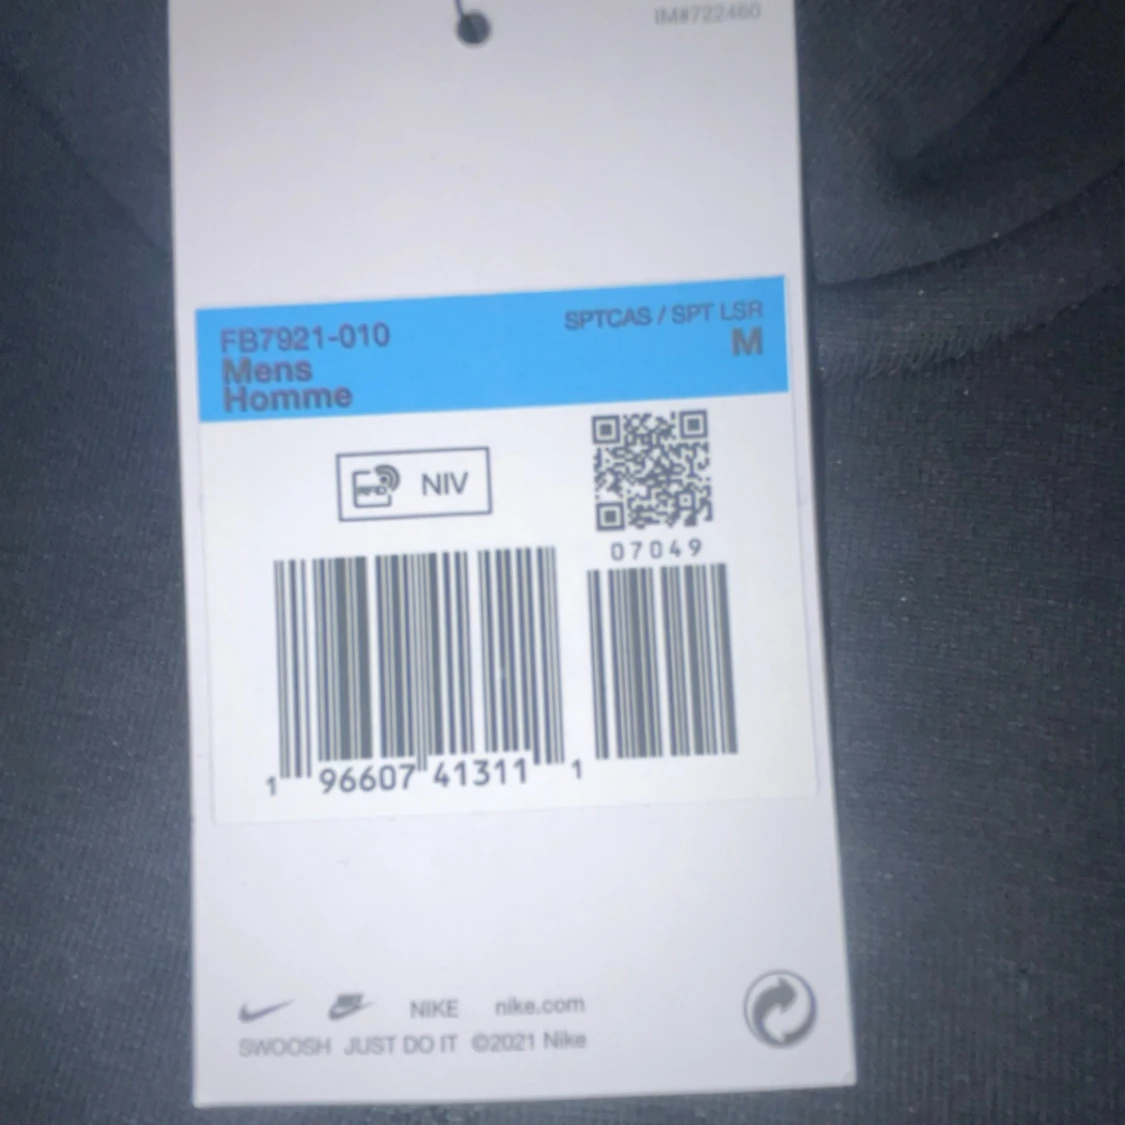 IM#722460
FB7921-010
SPTCAS / SPT LSR
Mens
M
Homme
RFID NIV
07049
1 96607 41311 1
NIKE nike.com
SWOOSH JUST DO IT ©2021 Nike